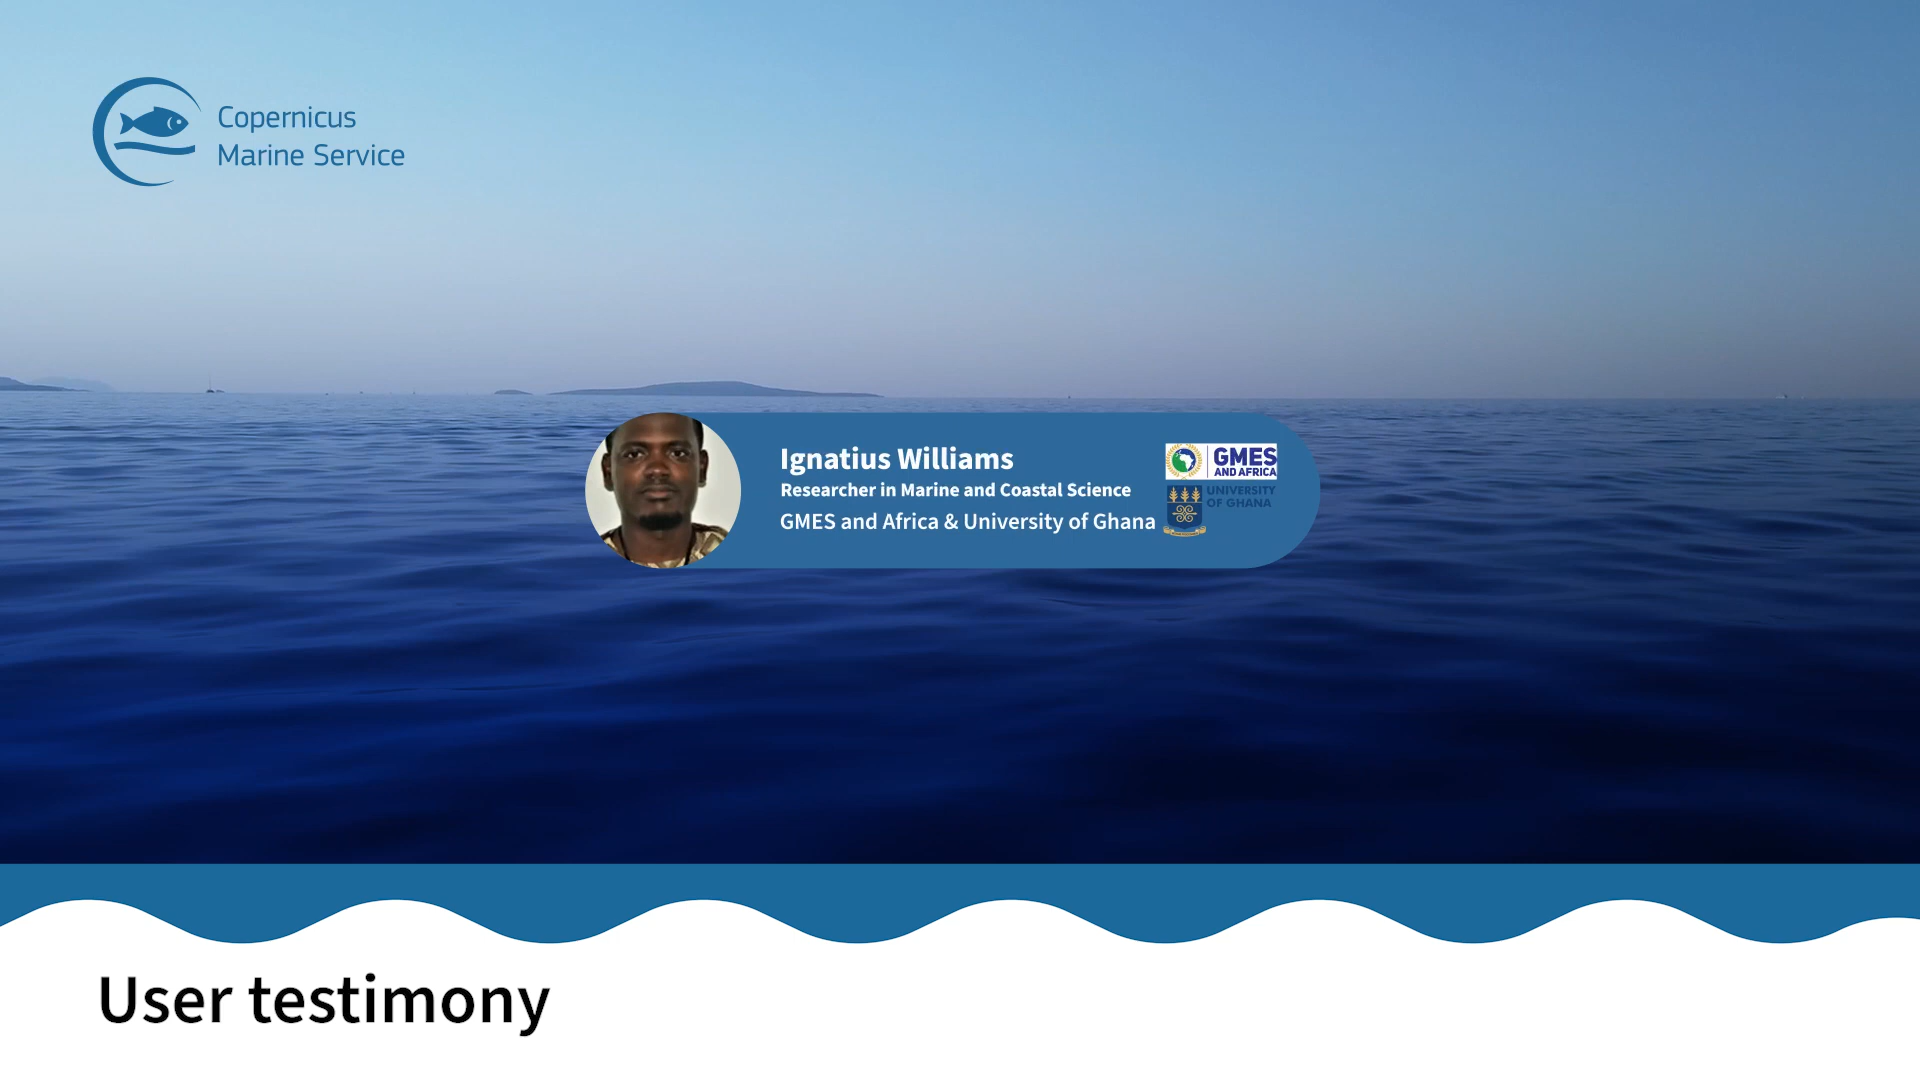 Copernicus
Marine Service
Ignatius Williams
Researcher in Marine and Coastal Science
GMES and Africa & University of Ghana
GMES
AND AFRICA
UNIVERSITY
OF GHANA
User testimony